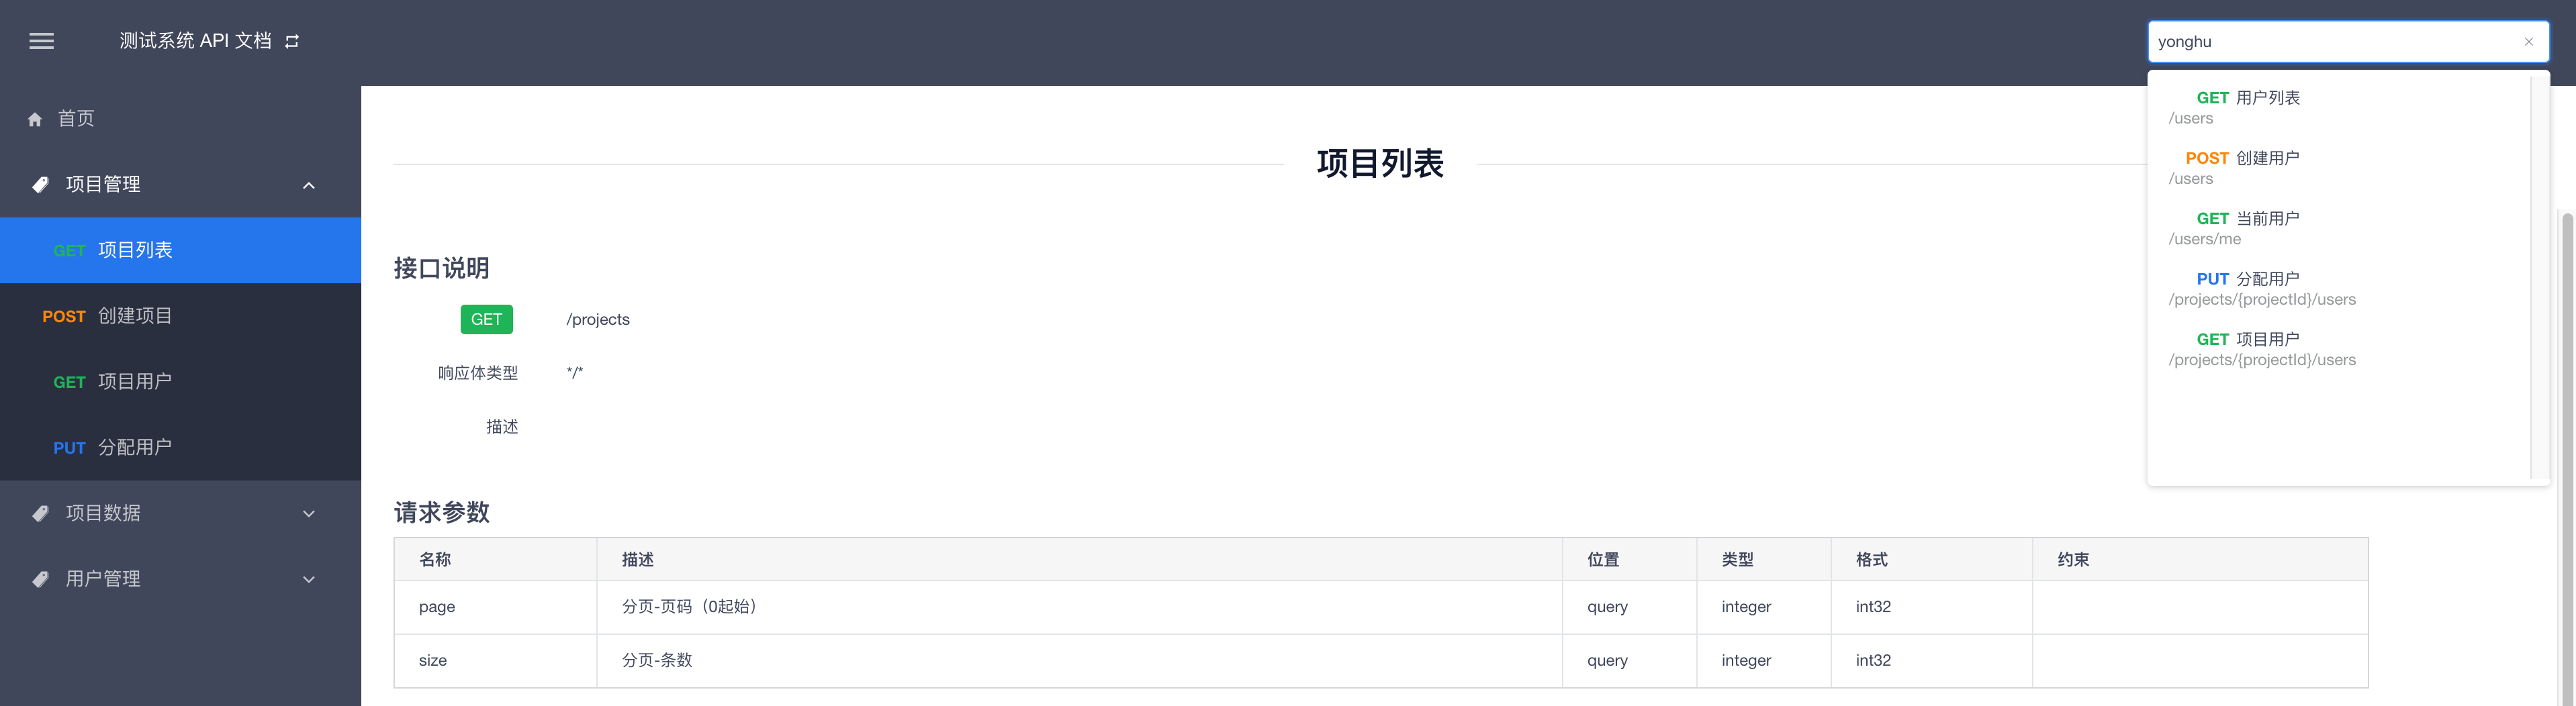 测试系统 API 文档
yonghu
首页
项目管理
GET 项目列表
POST 创建项目
GET 项目用户
PUT 分配用户
项目数据
用户管理
项目列表
接口说明
GET /projects
响应体类型 */*
描述
请求参数
名称 描述 位置 类型 格式 约束
page 分页-页码（0起始） query integer int32
size 分页-条数 query integer int32
GET 用户列表
/users
POST 创建用户
/users
GET 当前用户
/users/me
PUT 分配用户
/projects/{projectId}/users
GET 项目用户
/projects/{projectId}/users